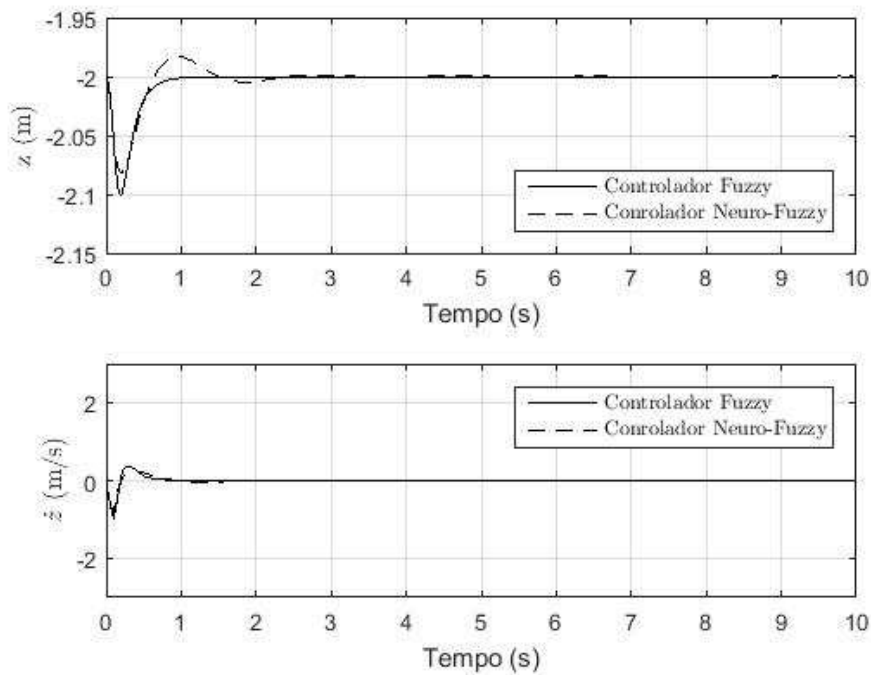 -1.95
-2
-2.05
-2.1
-2.15
z (m)
Controlador Fuzzy
Conrolador Neuro-Fuzzy
0 1 2 3 4 5 6 7 8 9 10
Tempo (s)
2
0
-2
ż (m/s)
Controlador Fuzzy
Conrolador Neuro-Fuzzy
0 1 2 3 4 5 6 7 8 9 10
Tempo (s)